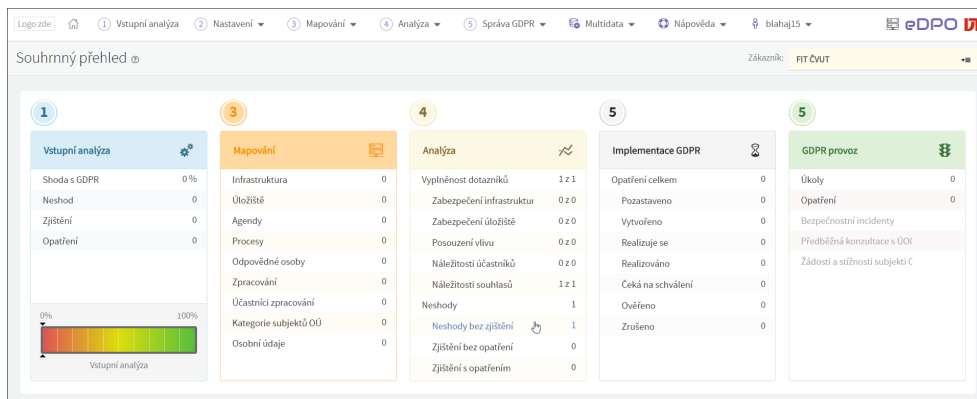 Logo zde 1 Vstupní analýza 2 Nastavení 3 Mapování 4 Analýza 5 Správa GDPR Multidata Nápověda blahaj15 eDPO
Souhrnný přehled
Zákazník: FIT ČVUT
1
Vstupní analýza
Shoda s GDPR 0 %
Neshod 0
Zjištění 0
Opatření 0
0% 100%
Vstupní analýza
3
Mapování
Infrastruktura 0
Úložiště 0
Agendy 0
Procesy 0
Odpovědné osoby 0
Zpracování 0
Účastníci zpracování 0
Kategorie subjektů OÚ 0
Osobní údaje 0
4
Analýza
Vyplněnost dotazníků 1 z 1
Zabezpečení infrastruktur 0 z 0
Zabezpečení úložiště 0 z 0
Posouzení vlivu 0 z 0
Náležitosti účastníků 0 z 0
Náležitosti souhlasů 1 z 1
Neshody 1
Neshody bez zjištění 1
Zjištění bez opatření 0
Zjištění s opatřením 0
5
Implementace GDPR
Opatření celkem 0
Pozastaveno 0
Vytvořeno 0
Realizuje se 0
Realizováno 0
Čeká na schválení 0
Ověřeno 0
Zrušeno 0
5
GDPR provoz
Úkoly 0
Opatření 0
Bezpečnostní incidenty
Předběžná konzultace s ÚOO
Žádosti a stížnosti subjektů